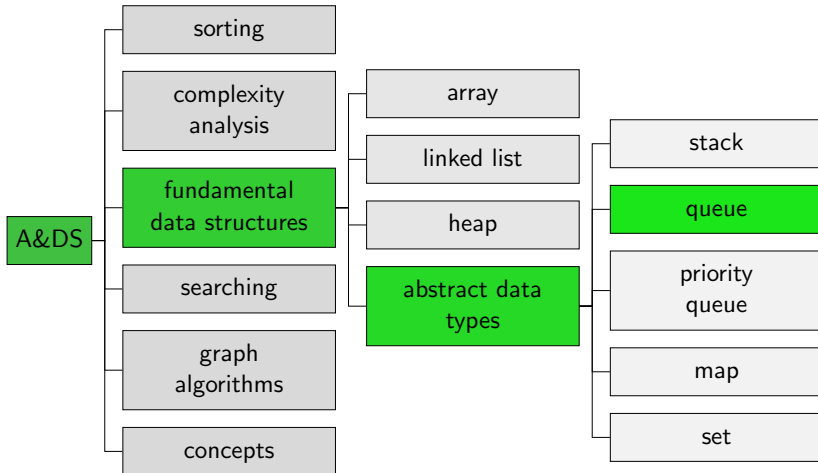 A&DS
sorting
complexity
analysis
fundamental
data structures
searching
graph
algorithms
concepts
array
linked list
heap
abstract data
types
stack
queue
priority
queue
map
set